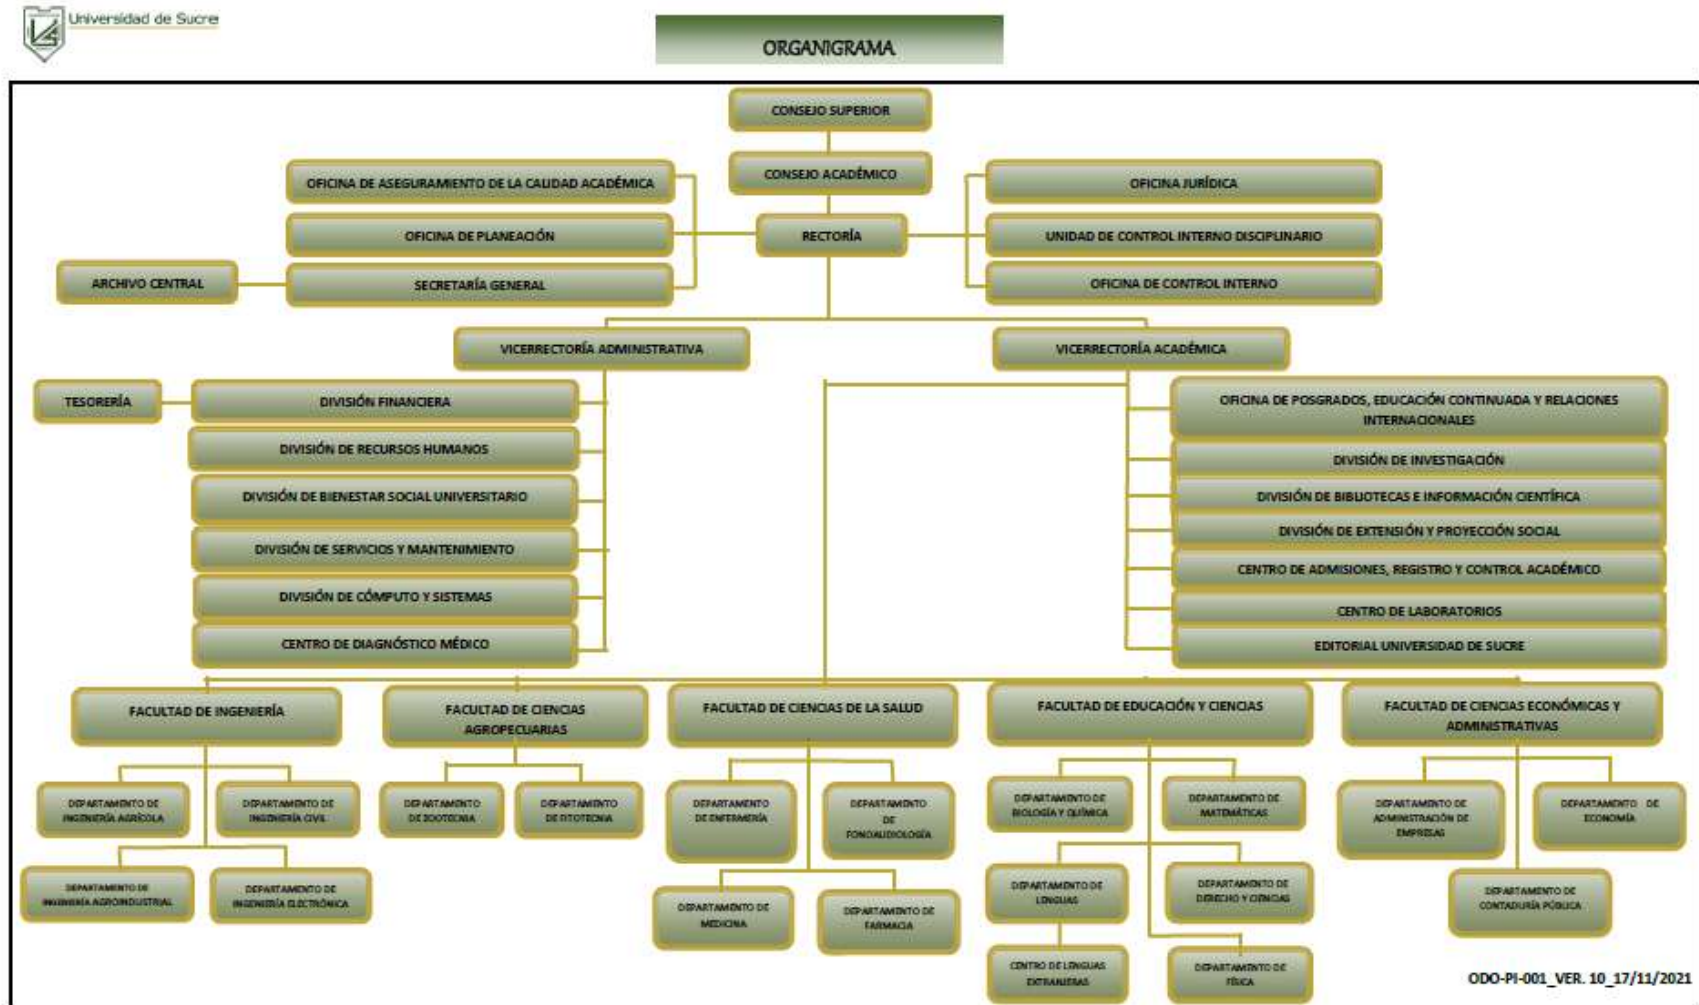 Universidad de Sucre
ORGANIGRAMA
CONSEJO SUPERIOR
CONSEJO ACADÉMICO
OFICINA DE ASEGURAMIENTO DE LA CALIDAD ACADÉMICA
OFICINA JURÍDICA
OFICINA DE PLANEACIÓN
RECTORÍA
UNIDAD DE CONTROL INTERNO DISCIPLINARIO
ARCHIVO CENTRAL
SECRETARÍA GENERAL
OFICINA DE CONTROL INTERNO
VICERRECTORÍA ADMINISTRATIVA
VICERRECTORÍA ACADÉMICA
TESORERÍA
DIVISIÓN FINANCIERA
DIVISIÓN DE RECURSOS HUMANOS
DIVISIÓN DE BIENESTAR SOCIAL UNIVERSITARIO
DIVISIÓN DE SERVICIOS Y MANTENIMIENTO
DIVISIÓN DE CÓMPUTO Y SISTEMAS
CENTRO DE DIAGNÓSTICO MÉDICO
OFICINA DE POSGRADOS, EDUCACIÓN CONTINUADA Y RELACIONES
INTERNACIONALES
DIVISIÓN DE INVESTIGACIÓN
DIVISIÓN DE BIBLIOTECAS E INFORMACIÓN CIENTÍFICA
DIVISIÓN DE EXTENSIÓN Y PROYECCIÓN SOCIAL
CENTRO DE ADMISIONES, REGISTRO Y CONTROL ACADÉMICO
CENTRO DE LABORATORIOS
EDITORIAL UNIVERSIDAD DE SUCRE
FACULTAD DE INGENIERÍA
FACULTAD DE CIENCIAS
AGROPECUARIAS
FACULTAD DE CIENCIAS DE LA SALUD
FACULTAD DE EDUCACIÓN Y CIENCIAS
FACULTAD DE CIENCIAS ECONÓMICAS Y
ADMINISTRATIVAS
DEPARTAMENTO DE
INGENIERÍA AGRÍCOLA
DEPARTAMENTO DE
INGENIERÍA CIVIL
DEPARTAMENTO DE
INGENIERÍA AGROINDUSTRIAL
DEPARTAMENTO DE
INGENIERÍA ELECTRÓNICA
DEPARTAMENTO
DE ZOOTECNIA
DEPARTAMENTO
DE FITOTECNIA
DEPARTAMENTO
DE ENFERMERÍA
DEPARTAMENTO
DE
FONOAUDIOLOGÍA
DEPARTAMENTO DE
MEDICINA
DEPARTAMENTO DE
FARMACIA
DEPARTAMENTO DE
BIOLOGÍA Y QUÍMICA
DEPARTAMENTO DE
MATEMÁTICAS
DEPARTAMENTO DE
LENGUAS
DEPARTAMENTO DE
DERECHO Y CIENCIAS
CENTRO DE LENGUAS
EXTRANJERAS
DEPARTAMENTO DE
FÍSICA
DEPARTAMENTO DE
ADMINISTRACIÓN DE
EMPRESAS
DEPARTAMENTO DE
ECONOMÍA
DEPARTAMENTO DE
CONTADURÍA PÚBLICA
ODO-PI-001_VER. 10_17/11/2021